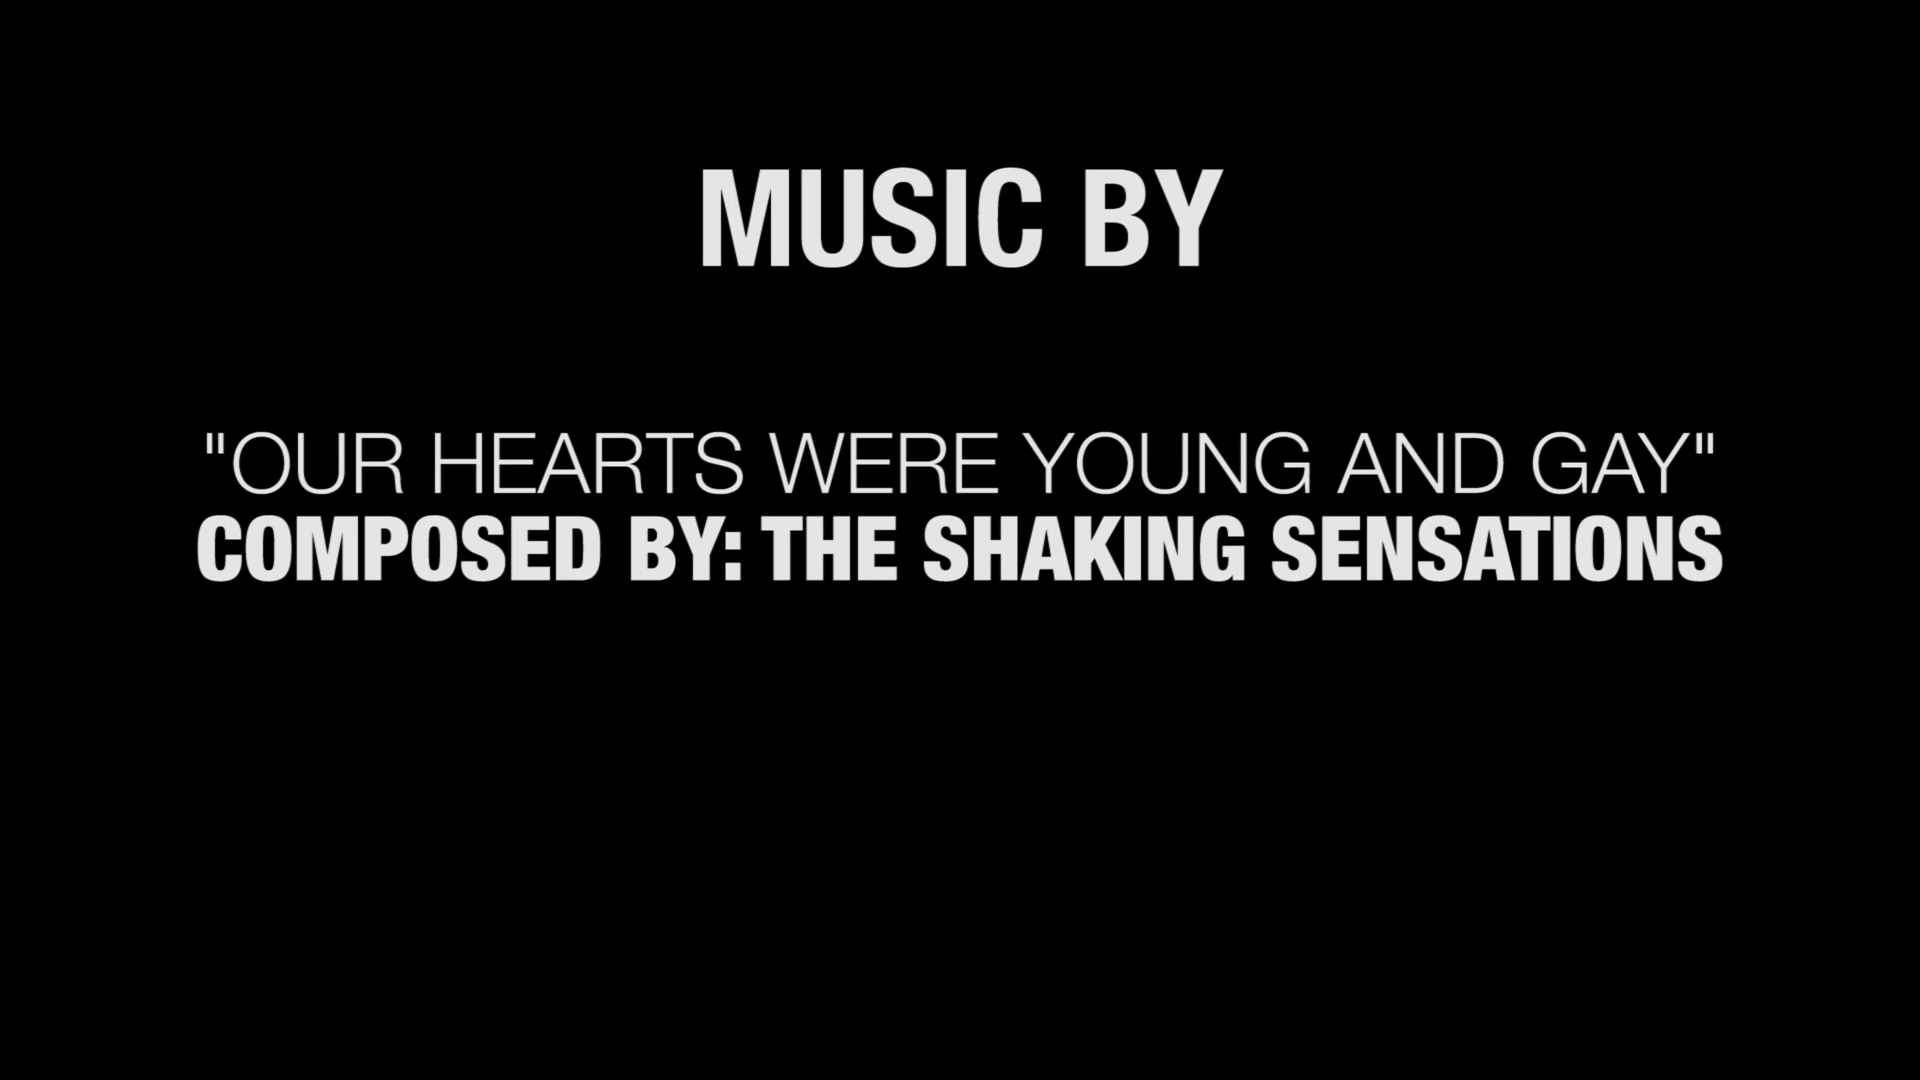 MUSIC BY
"OUR HEARTS WERE YOUNG AND GAY"
COMPOSED BY: THE SHAKING SENSATIONS